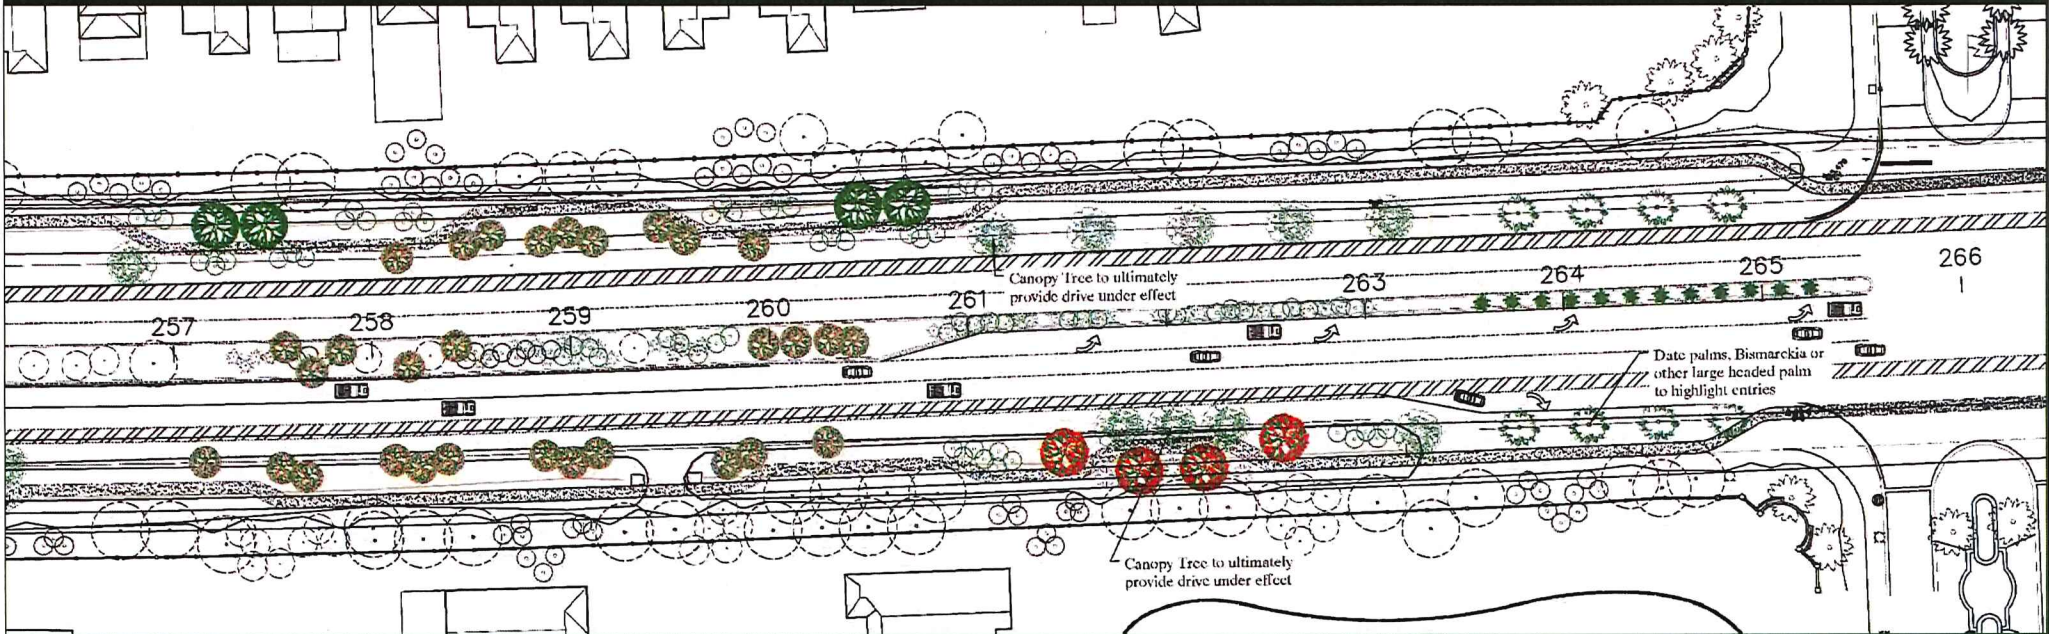 Canopy Tree to ultimately
provide drive under effect
257
258
259
260
261
263
264
265
266
Date palms, Bismarckia or
other large headed palm
to highlight entries
Canopy Tree to ultimately
provide drive under effect